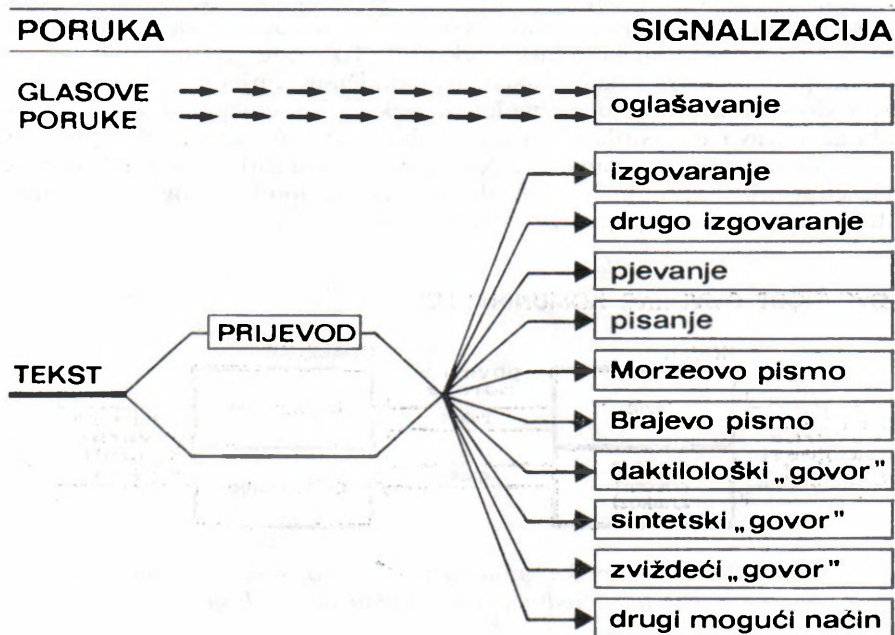 PORUKA SIGNALIZACIJA
GLASOVE
PORUKE
oglašavanje
izgovaranje
drugo izgovaranje
pjevanje
pisanje
PRIJEVOD
TEKST
Morzeovo pismo
Brajevo pismo
daktilološki „govor”
sintetski „govor”
zviždeći „govor”
drugi mogući način